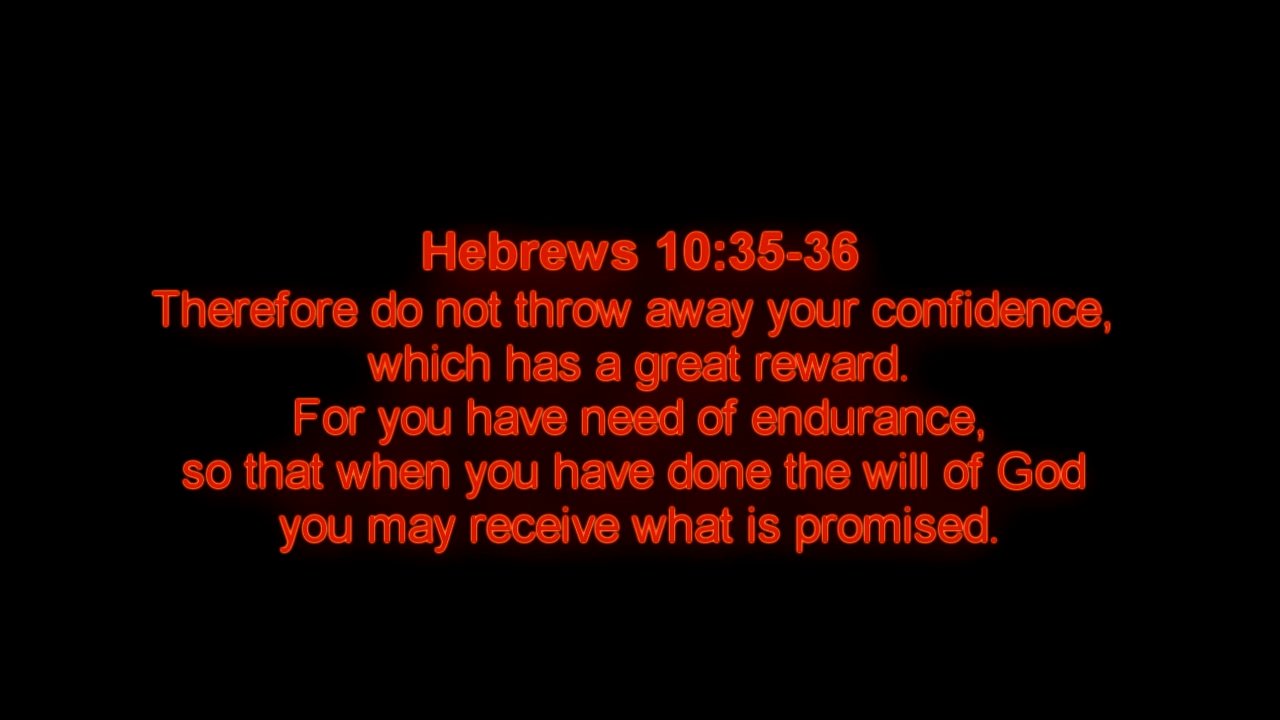 Hebrews 10:35-36
Therefore do not throw away your confidence,
which has a great reward.
For you have need of endurance,
so that when you have done the will of God
you may receive what is promised.